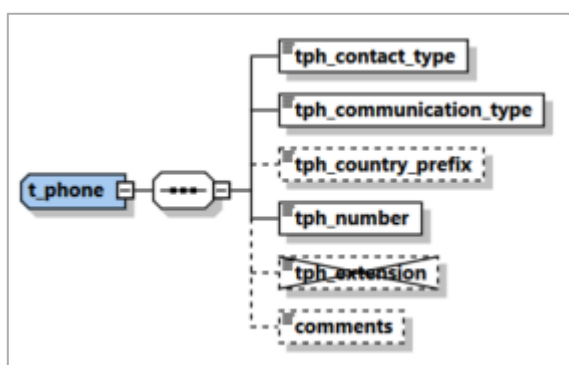 tph_contact_type
tph_communication_type
tph_country_prefix
t_phone
tph_number
tph_extension
comments